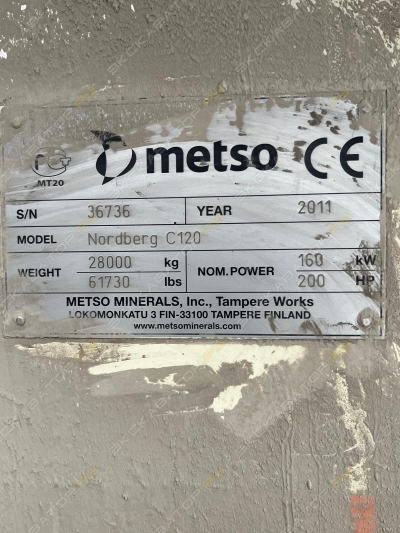 MT20
metso CE
S/N 36736 YEAR 2011
MODEL Nordberg C120
WEIGHT 28000 kg NOM. POWER 160 kW
61730 lbs 200 HP
METSO MINERALS, Inc., Tampere Works
LOKOMONKATU 3 FIN-33100 TAMPERE FINLAND
www.metsominerals.com